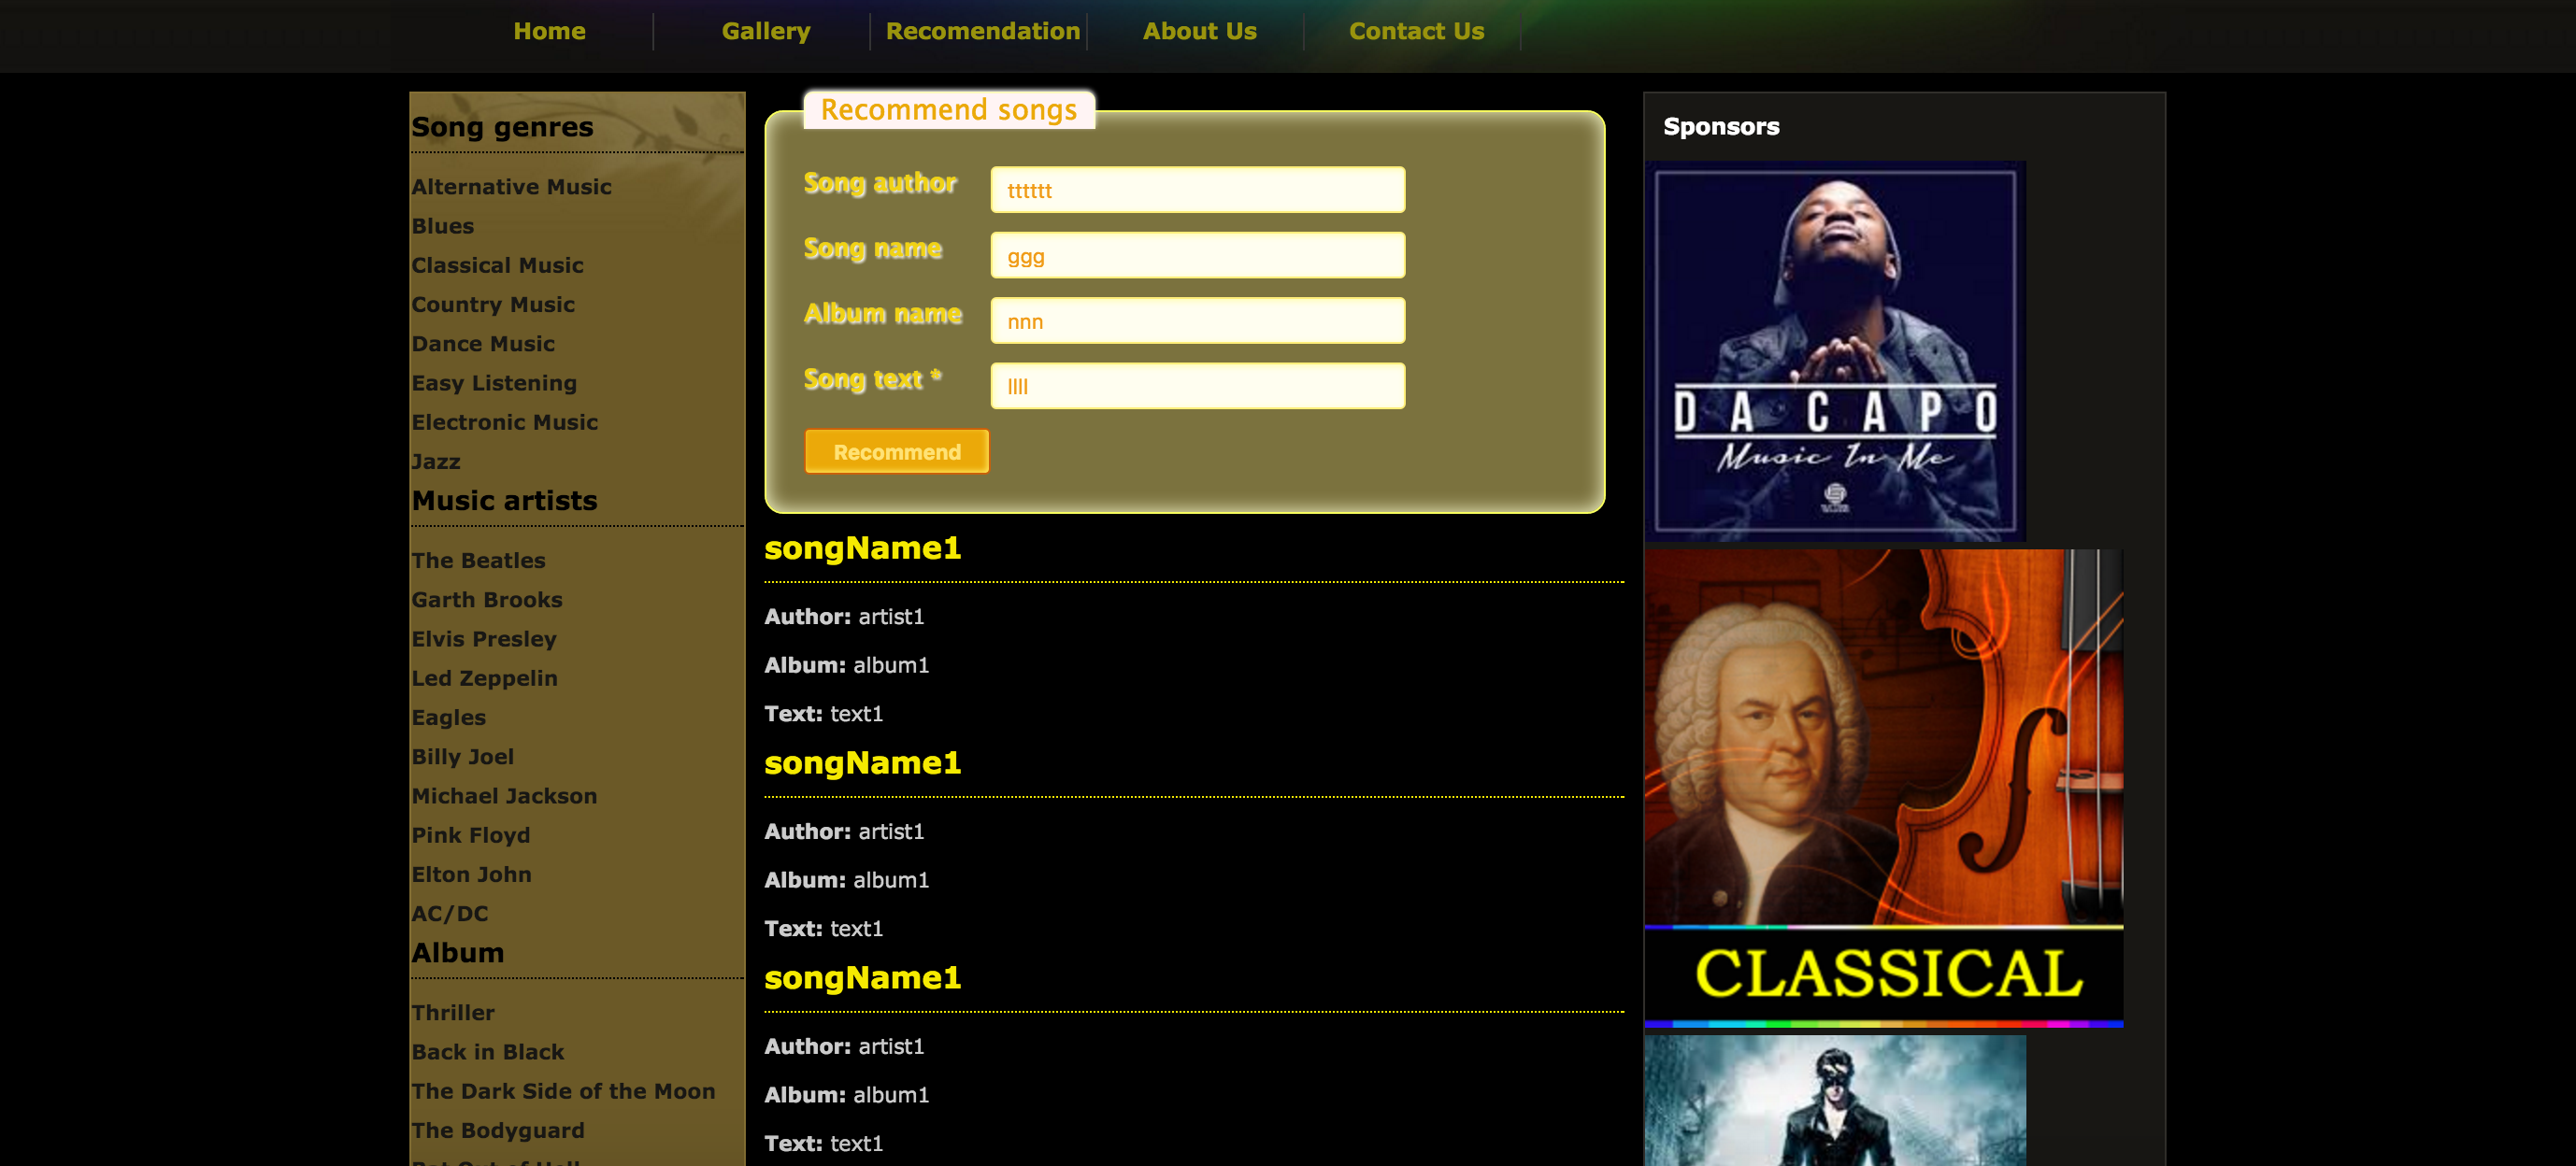 Home
Gallery
Recomendation
About Us
Contact Us
Song genres
Alternative Music
Blues
Classical Music
Country Music
Dance Music
Easy Listening
Electronic Music
Jazz
Music artists
The Beatles
Garth Brooks
Elvis Presley
Led Zeppelin
Eagles
Billy Joel
Michael Jackson
Pink Floyd
Elton John
AC/DC
Album
Thriller
Back in Black
The Dark Side of the Moon
The Bodyguard
Recommend songs
Song author
tttttt
Song name
ggg
Album name
nnn
Song text *
llll
Recommend
songName1
Author: artist1
Album: album1
Text: text1
songName1
Author: artist1
Album: album1
Text: text1
songName1
Author: artist1
Album: album1
Text: text1
Sponsors
DA CAPO
Music In Me
CLASSICAL